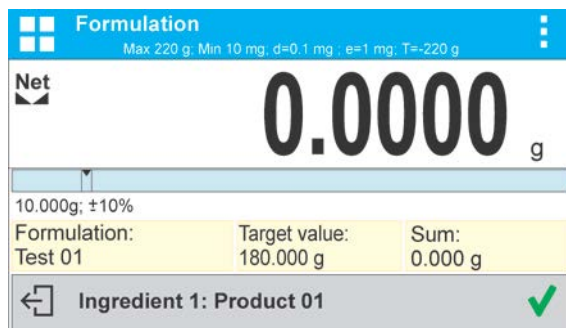 Formulation
Max 220 g; Min 10 mg; d=0.1 mg ; e=1 mg; T=-220 g
Net
0.0000 g
10.000g; ±10%
Formulation: Target value: Sum:
Test 01 180.000 g 0.000 g
Ingredient 1: Product 01